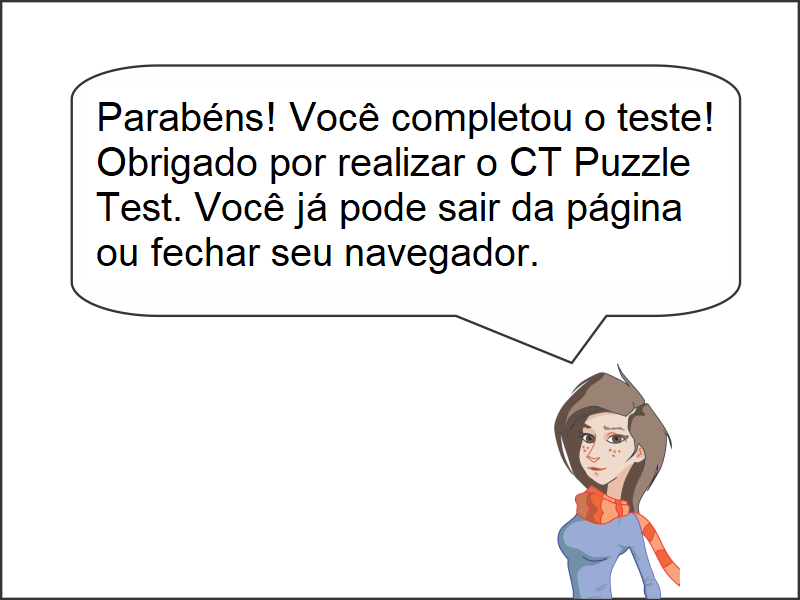 Parabéns! Você completou o teste!
Obrigado por realizar o CT Puzzle
Test. Você já pode sair da página
ou fechar seu navegador.